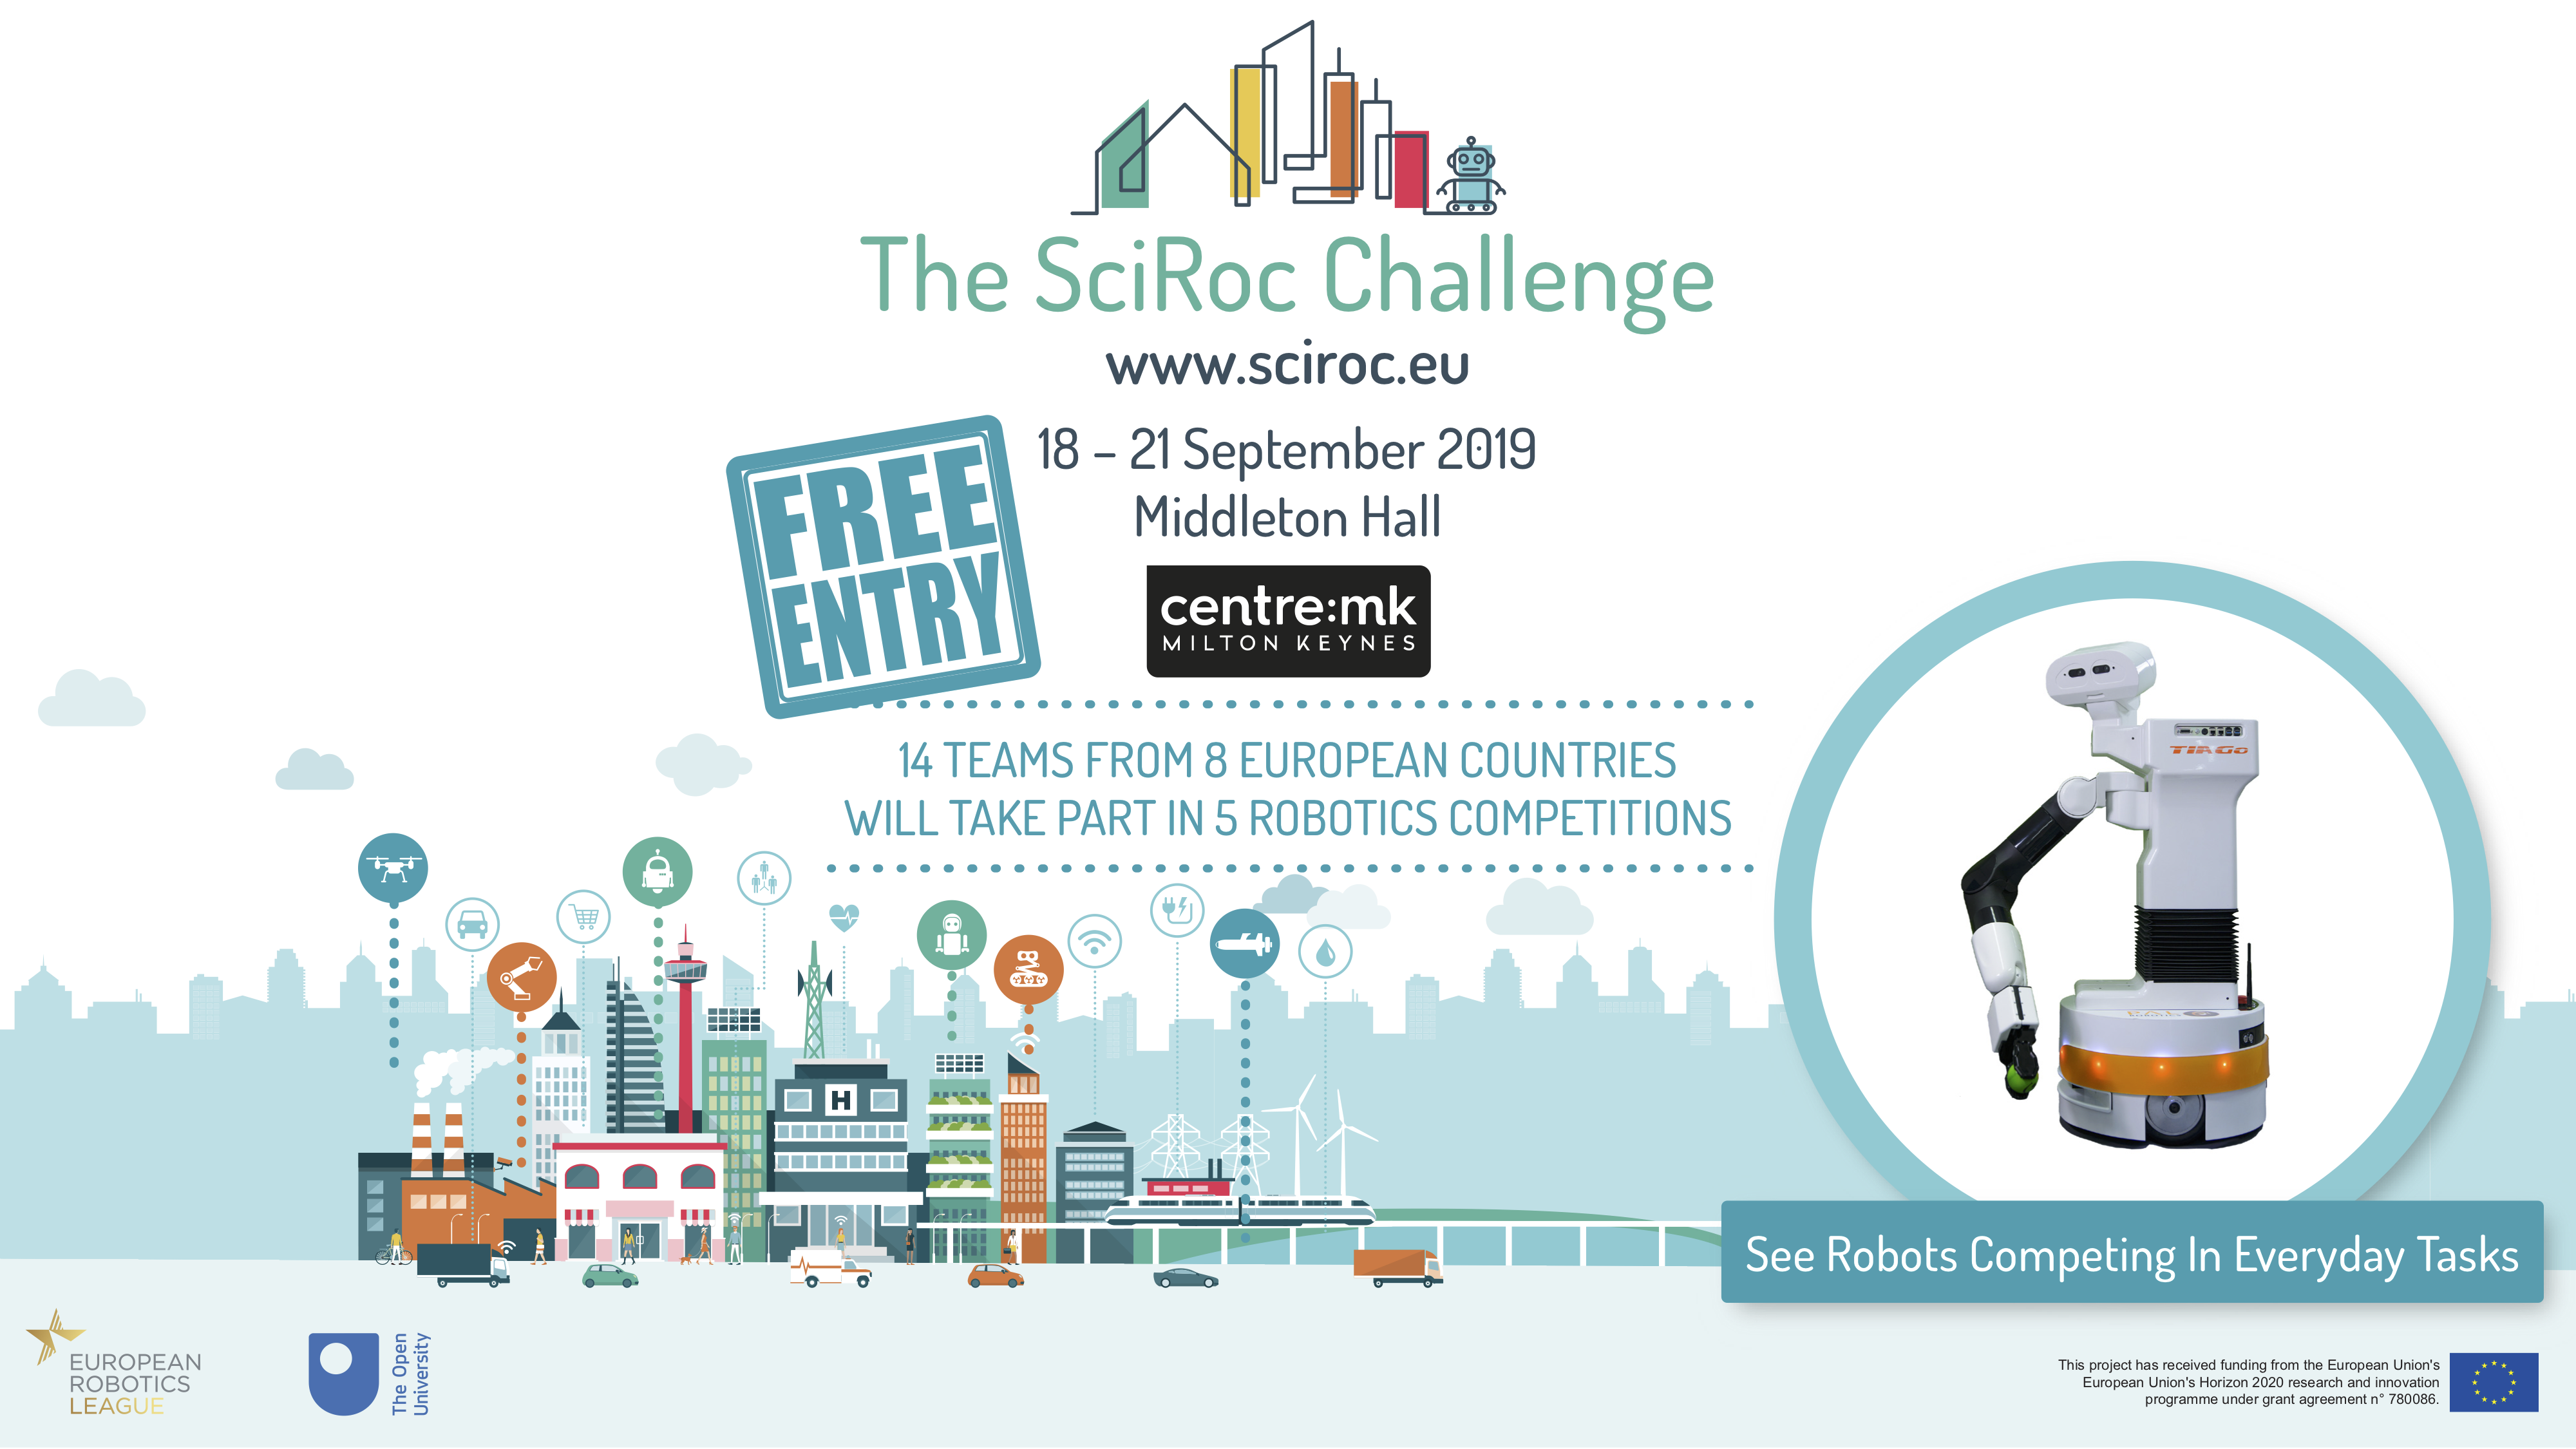 The SciRoc Challenge
www.sciroc.eu
18 – 21 September 2019
Middleton Hall
FREE
ENTRY
centre:mk
MILTON KEYNES
14 TEAMS FROM 8 EUROPEAN COUNTRIES
WILL TAKE PART IN 5 ROBOTICS COMPETITIONS
TIAGo
H
See Robots Competing In Everyday Tasks
EUROPEAN
ROBOTICS
LEAGUE
The Open
University
This project has received funding from the European Union's
European Union's Horizon 2020 research and innovation
programme under grant agreement n° 780086.